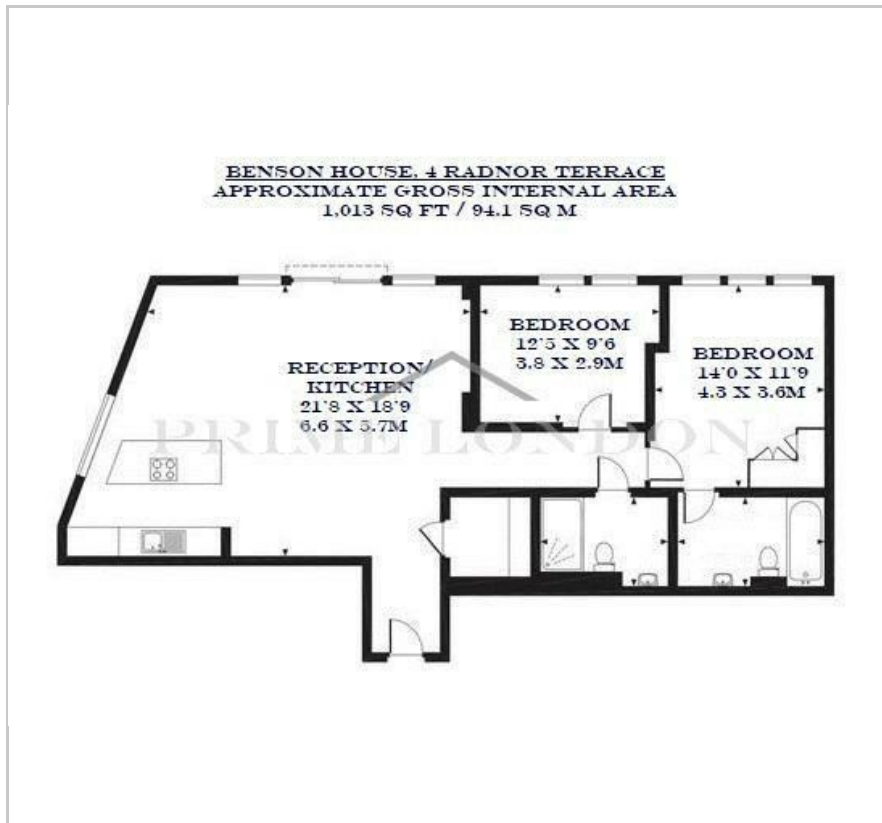 BENSON HOUSE, 4 RADNOR TERRACE
APPROXIMATE GROSS INTERNAL AREA
1,013 SQ FT / 94.1 SQ M
BEDROOM
12'5 X 9'6
3.8 X 2.9M
BEDROOM
14'0 X 11'9
4.3 X 3.6M
RECEPTION/
KITCHEN
21'8 X 18'9
6.6 X 5.7M
PRIME LONDON